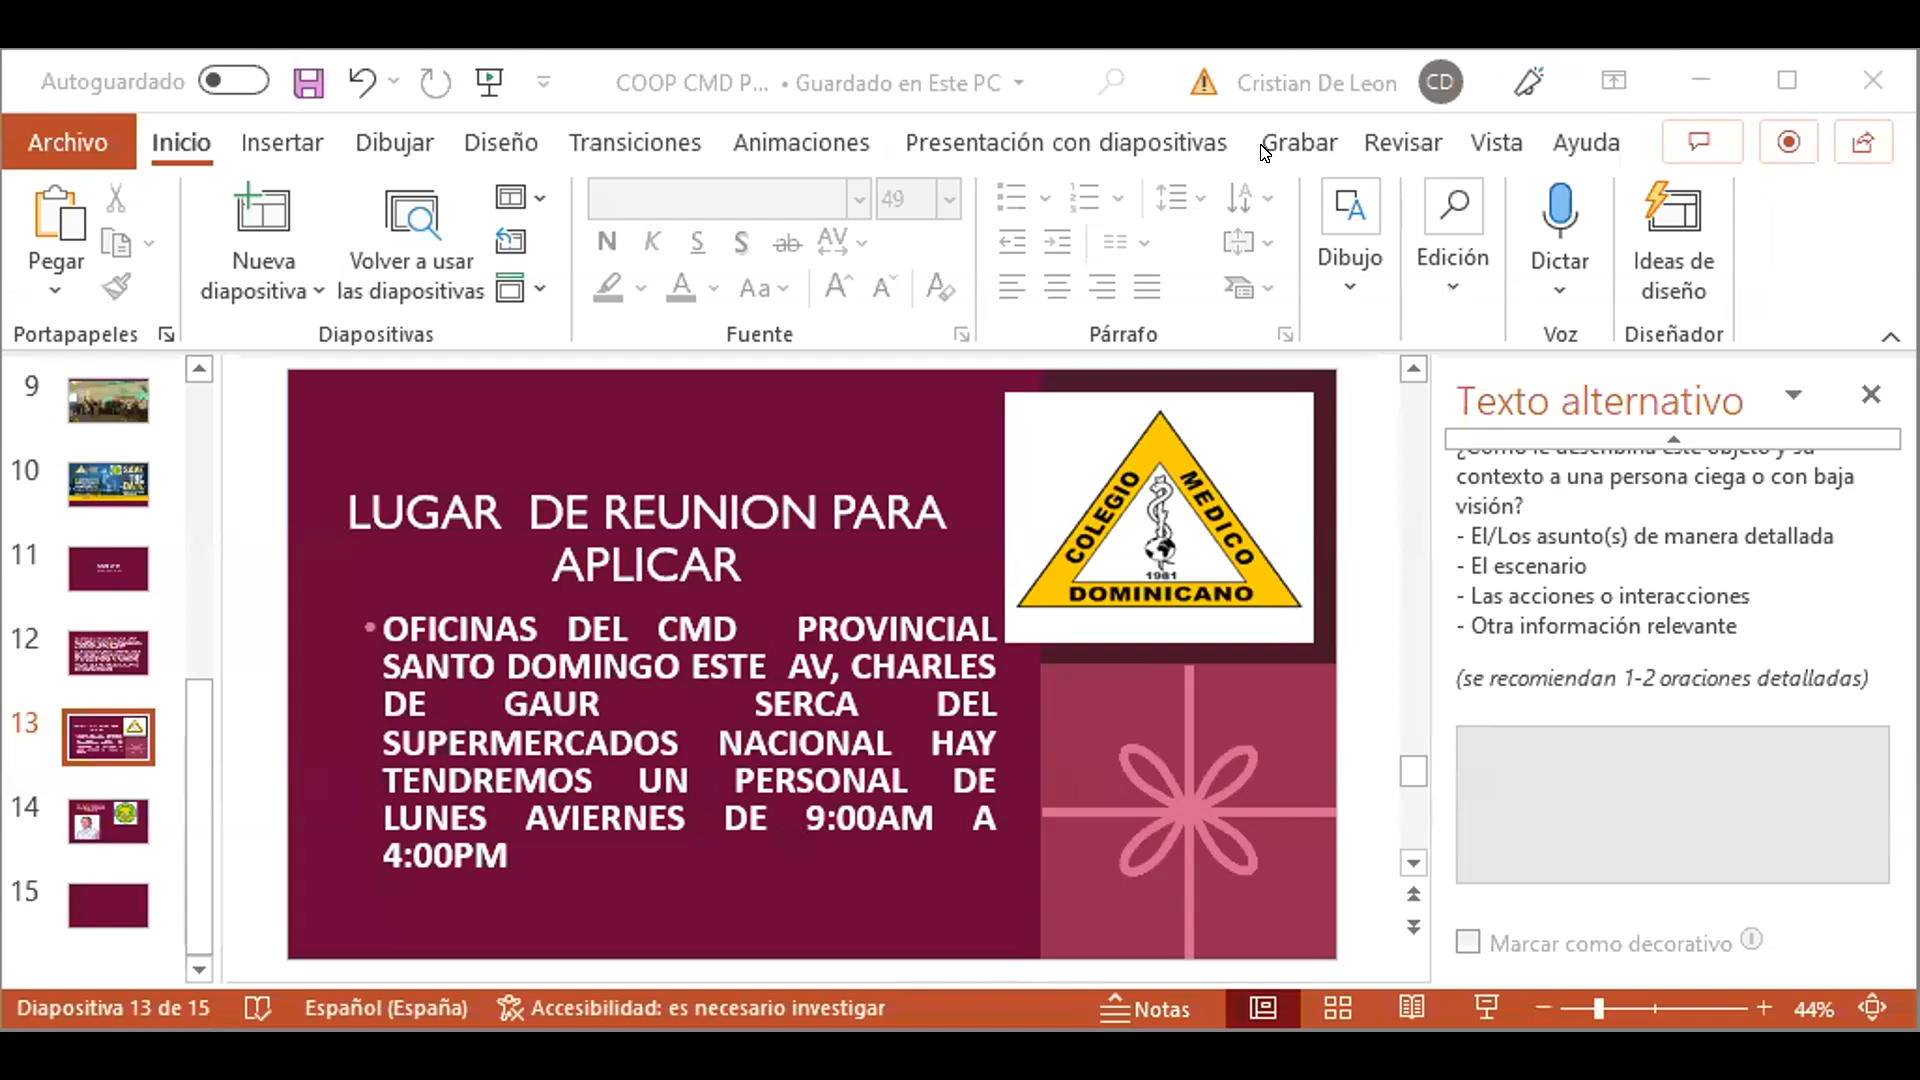 Autoguardado
COOP CMD P... • Guardado en Este PC
Cristian De Leon
CD
Archivo
Inicio
Insertar
Dibujar
Diseño
Transiciones
Animaciones
Presentación con diapositivas
Grabar
Revisar
Vista
Ayuda
Pegar
Nueva
diapositiva
Volver a usar
las diapositivas
49
N K S S ab AV
A Aa A A A
Dibujo
Edición
Dictar
Ideas de
diseño
Portapapeles
Diapositivas
Fuente
Párrafo
Voz
Diseñador
9
10
11
12
13
14
15
LUGAR DE REUNION PARA
APLICAR
OFICINAS DEL CMD PROVINCIAL
SANTO DOMINGO ESTE AV, CHARLES
DE GAUR SERCA DEL
SUPERMERCADOS NACIONAL HAY
TENDREMOS UN PERSONAL DE
LUNES AVIERNES DE 9:00AM A
4:00PM
COLEGIO
MEDICO
1981
DOMINICANO
Texto alternativo
¿Cómo le describiría este objeto y su
contexto a una persona ciega o con baja
visión?
- El/Los asunto(s) de manera detallada
- El escenario
- Las acciones o interacciones
- Otra información relevante
(se recomiendan 1-2 oraciones detalladas)
Marcar como decorativo
Diapositiva 13 de 15
Español (España)
Accesibilidad: es necesario investigar
Notas
44%